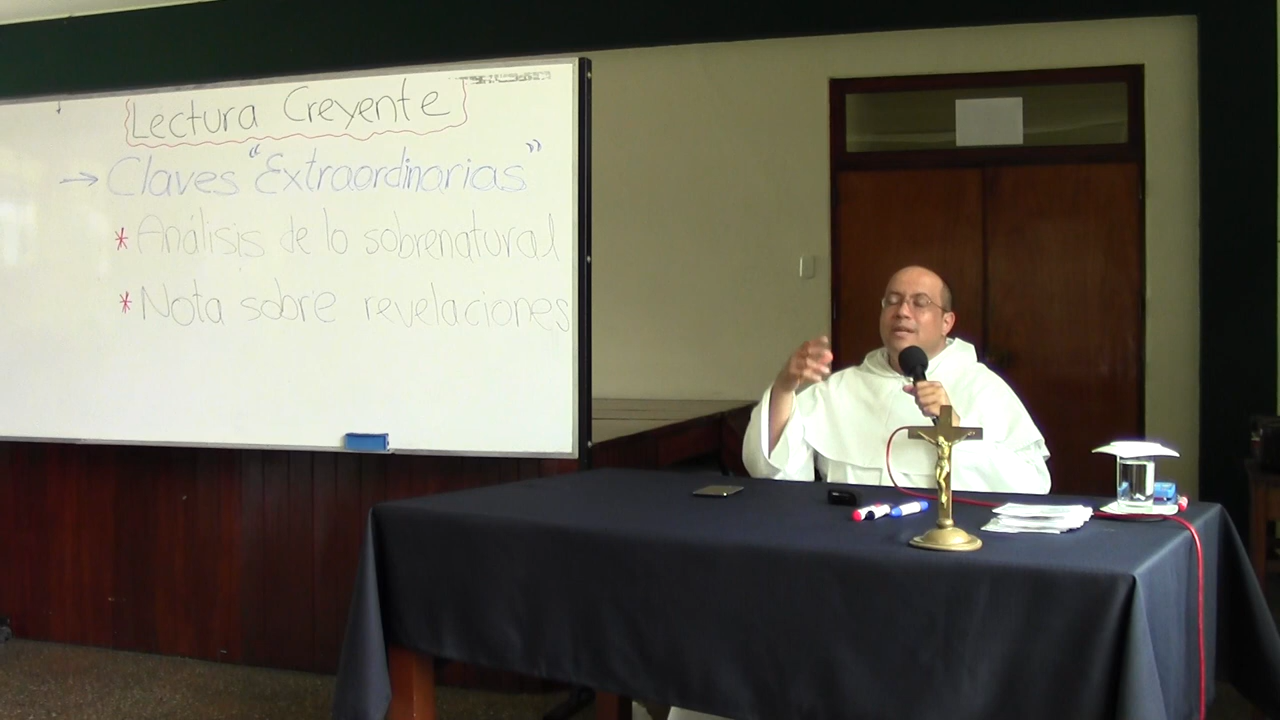 Lectura Creyente
→ Claves "Extraordinarias"
* Análisis de lo sobrenatural
* Nota sobre revelaciones